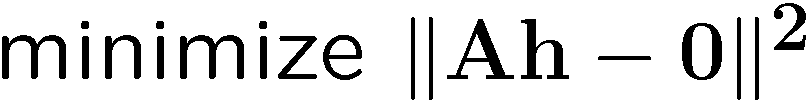 minimize ‖Ah − 0‖²